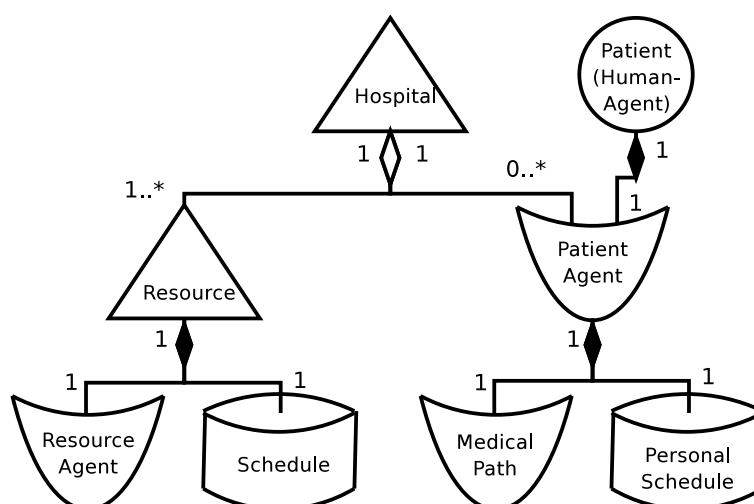 Patient
(Human-
Agent)
Hospital
1
1
1
1..*
0..*
1
Patient
Agent
Resource
1
1
1
1
1
1
Resource
Agent
Schedule
Medical
Path
Personal
Schedule